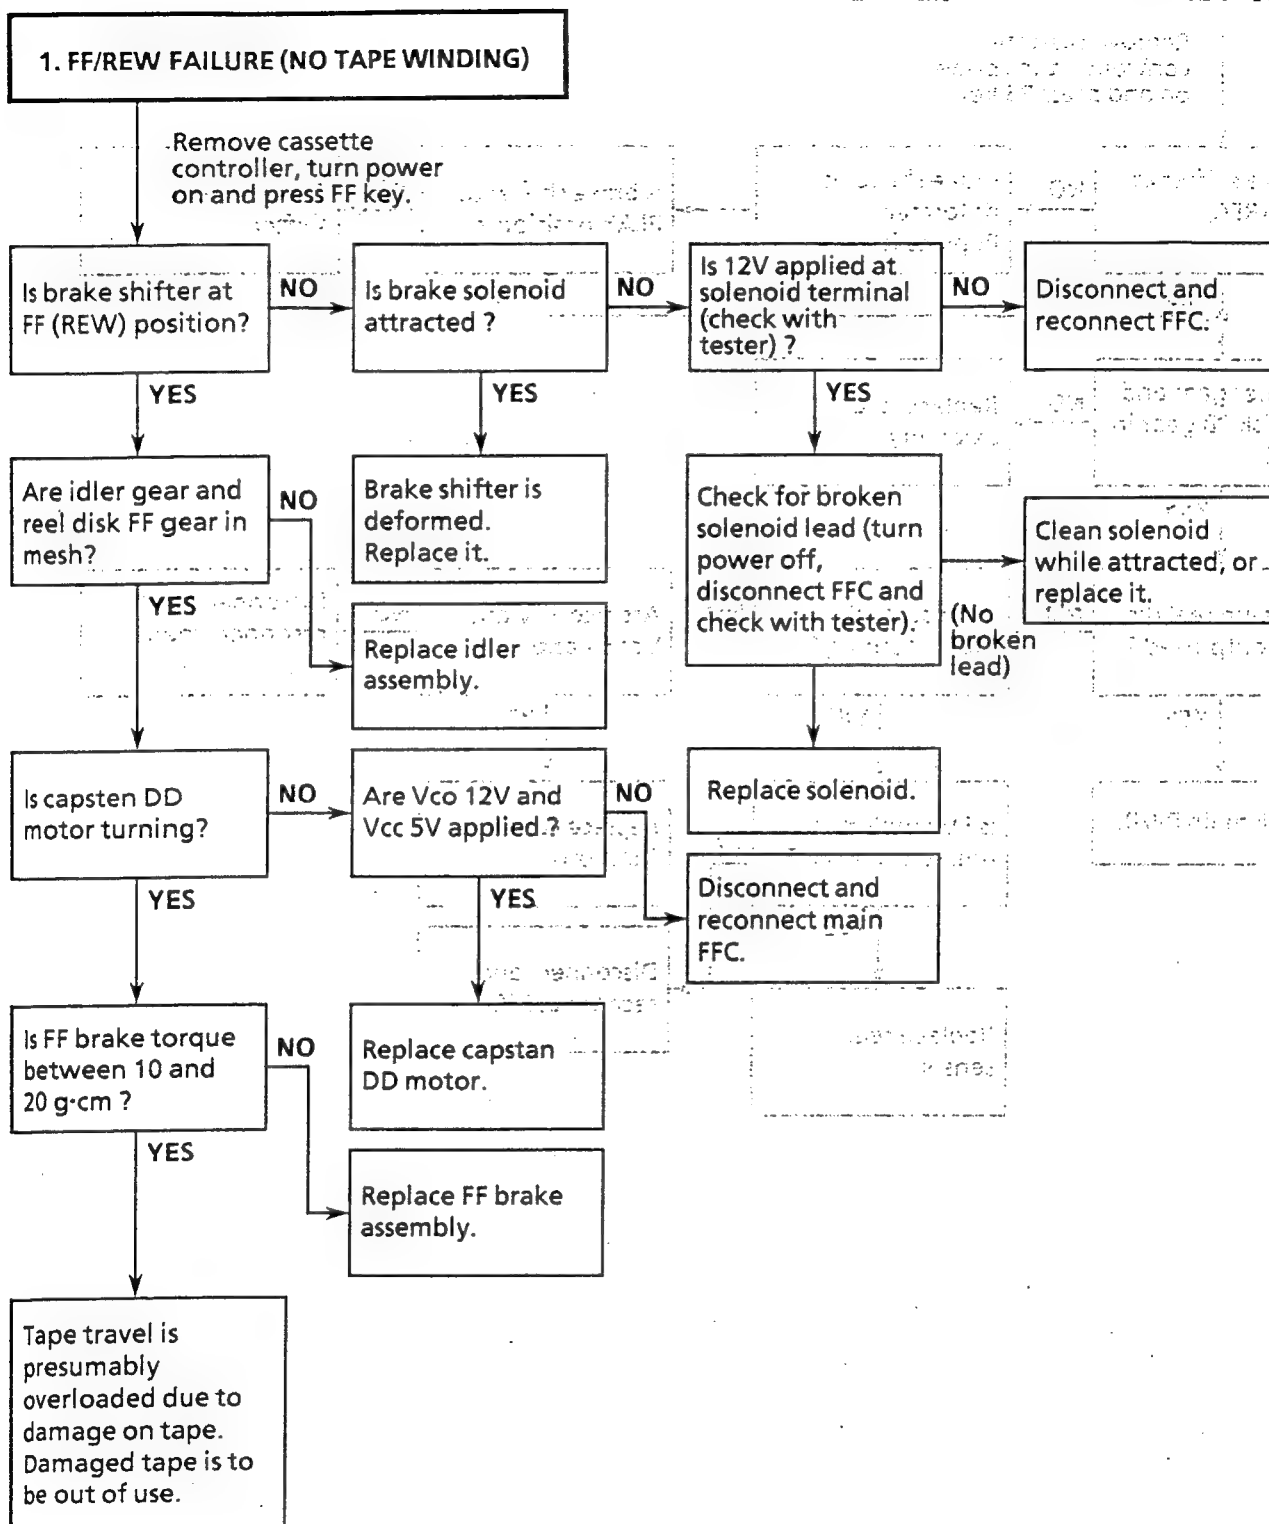 1. FF/REW FAILURE (NO TAPE WINDING)
Remove cassette
controller, turn power
on and press FF key.
Is brake shifter at
FF (REW) position?
NO
Is brake solenoid
attracted ?
NO
Is 12V applied at
solenoid terminal
(check with
tester) ?
NO
Disconnect and
reconnect FFC.
YES
YES
YES
Are idler gear and
reel disk FF gear in
mesh?
NO
Brake shifter is
deformed.
Replace it.
Check for broken
solenoid lead (turn
power off,
disconnect FFC and
check with tester).
Clean solenoid
while attracted, or
replace it.
(No
broken
lead)
YES
Replace idler
assembly.
Is capsten DD
motor turning?
NO
Are Vco 12V and
Vcc 5V applied ?
NO
Replace solenoid.
YES
YES
Disconnect and
reconnect main
FFC.
Is FF brake torque
between 10 and
20 g·cm ?
NO
Replace capstan
DD motor.
YES
Replace FF brake
assembly.
Tape travel is
presumably
overloaded due to
damage on tape.
Damaged tape is to
be out of use.